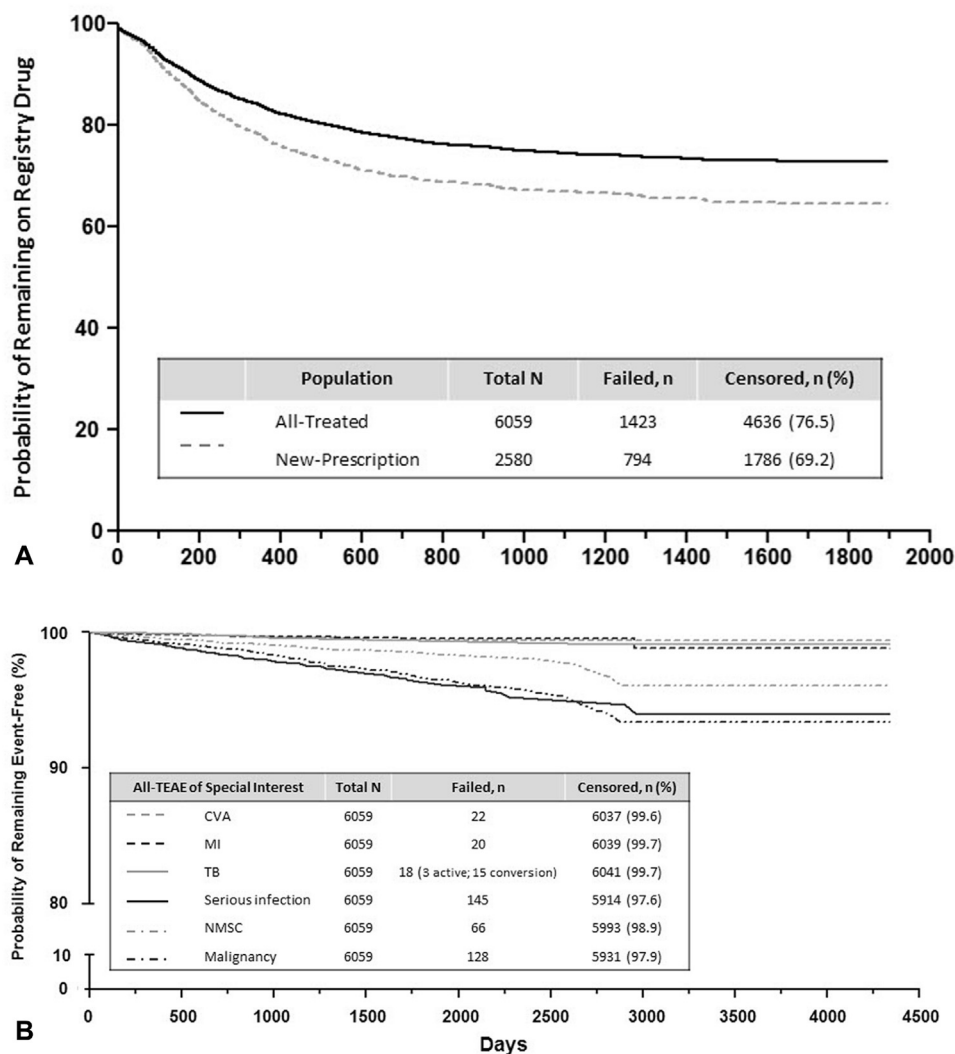 100
80
60
40
20
0
Probability of Remaining on Registry Drug
Population Total N Failed, n Censored, n (%)
All-Treated 6059 1423 4636 (76.5)
New-Prescription 2580 794 1786 (69.2)
0 200 400 600 800 1000 1200 1400 1600 1800 2000
A
100
90
80
10
0
Probability of Remaining Event-Free (%)
All-TEAE of Special Interest Total N Failed, n Censored, n (%)
CVA 6059 22 6037 (99.6)
MI 6059 20 6039 (99.7)
TB 6059 18 (3 active; 15 conversion) 6041 (99.7)
Serious infection 6059 145 5914 (97.6)
NMSC 6059 66 5993 (98.9)
Malignancy 6059 128 5931 (97.9)
0 500 1000 1500 2000 2500 3000 3500 4000 4500
Days
B